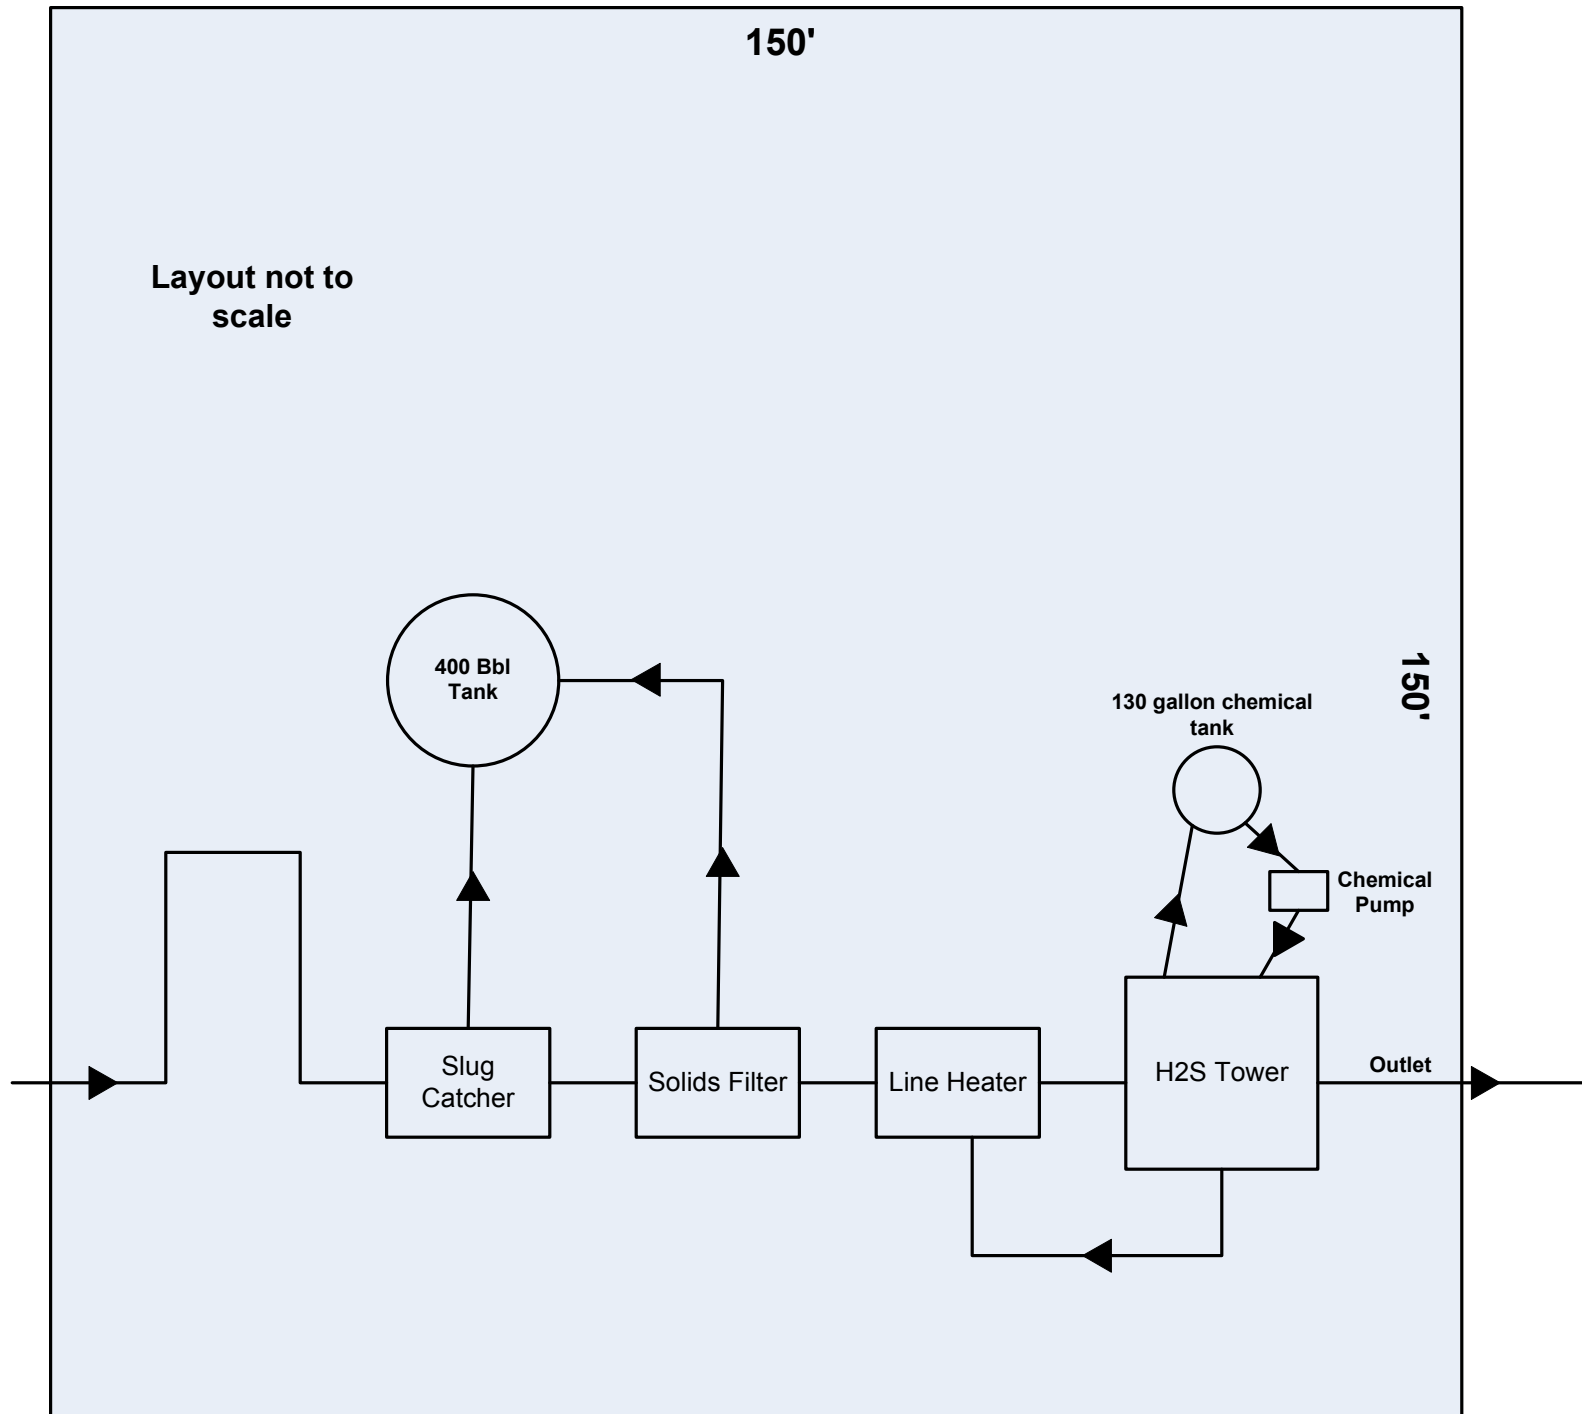 150'
Layout not to
scale
400 Bbl
Tank
150'
130 gallon chemical
tank
Chemical
Pump
Slug
Catcher
Solids Filter
Line Heater
H2S Tower
Outlet